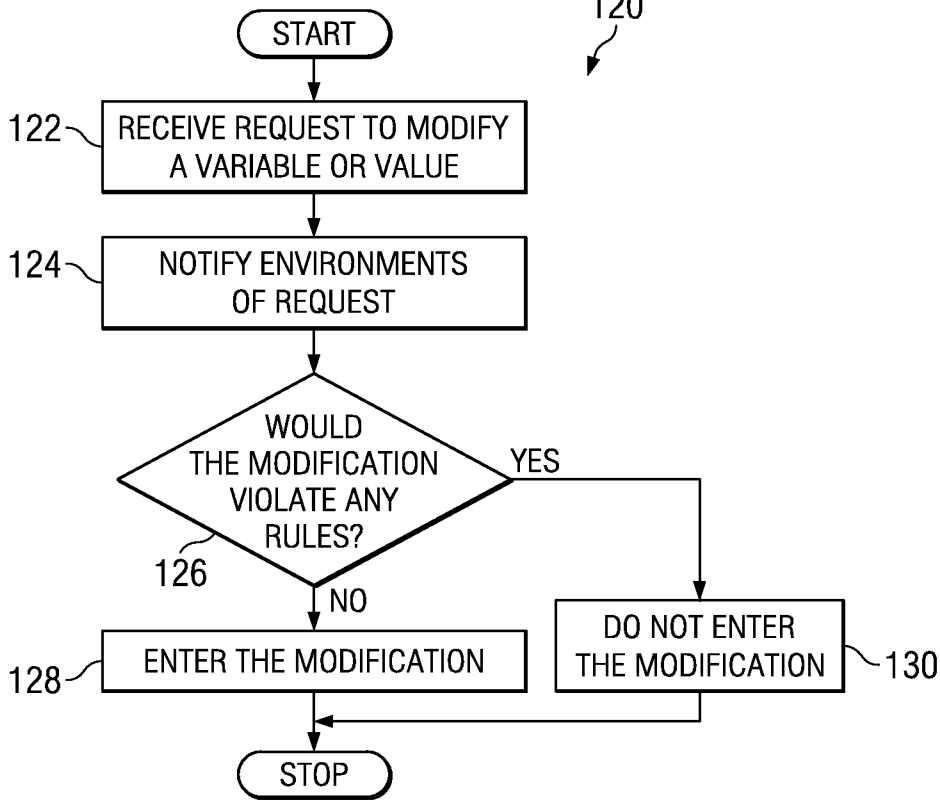 120
START
122
RECEIVE REQUEST TO MODIFY
A VARIABLE OR VALUE
124
NOTIFY ENVIRONMENTS
OF REQUEST
WOULD
THE MODIFICATION
VIOLATE ANY
RULES?
YES
126
NO
128
ENTER THE MODIFICATION
DO NOT ENTER
THE MODIFICATION
130
STOP